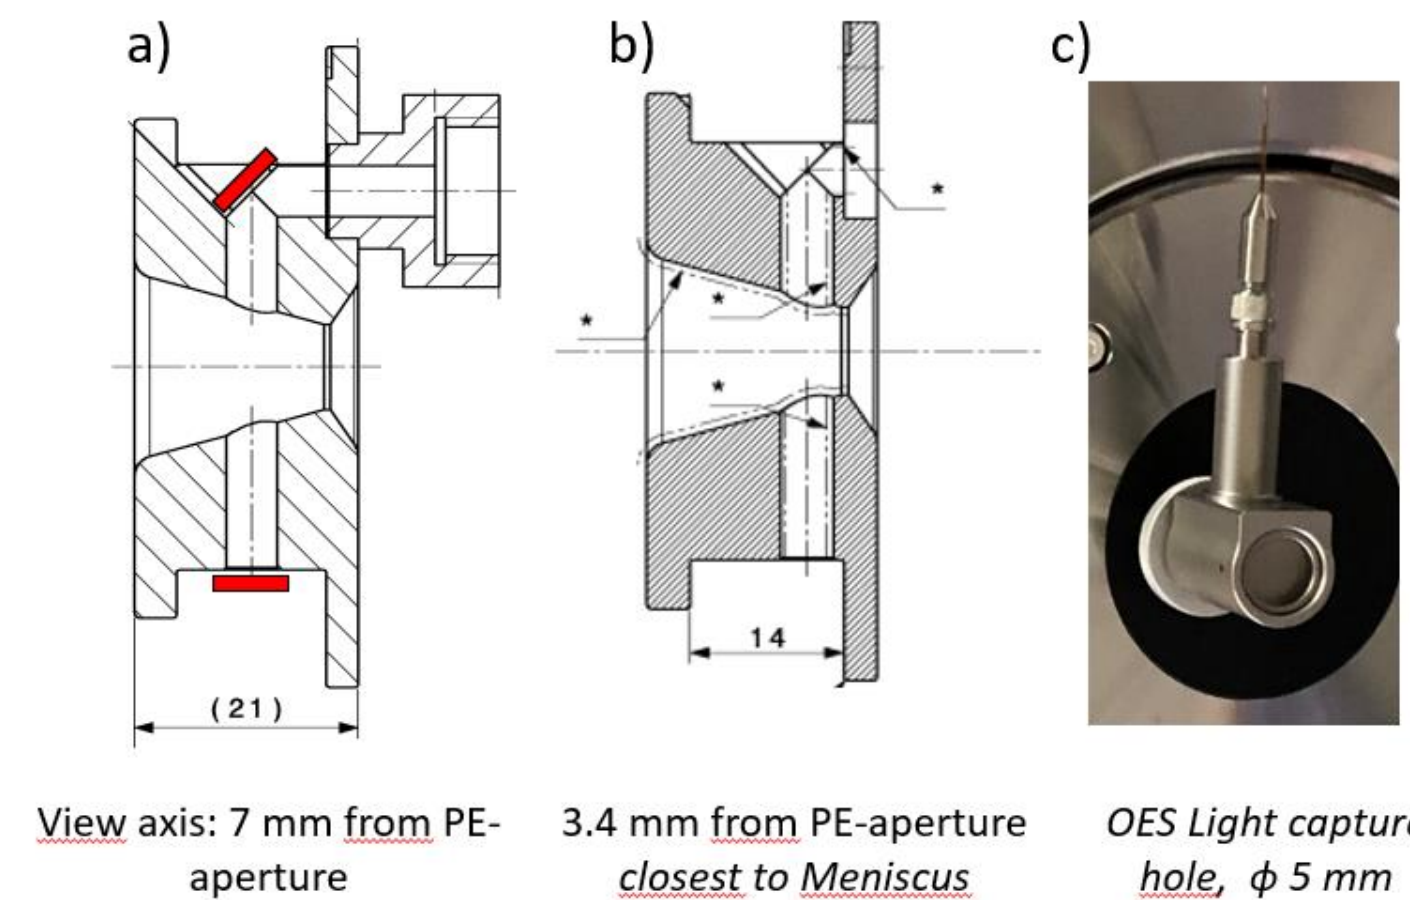 a)
b)
c)
*
*
*
*
14
(21)
View axis: 7 mm from PE-
aperture
3.4 mm from PE-aperture
closest to Meniscus
OES Light captur
hole, ϕ 5 mm